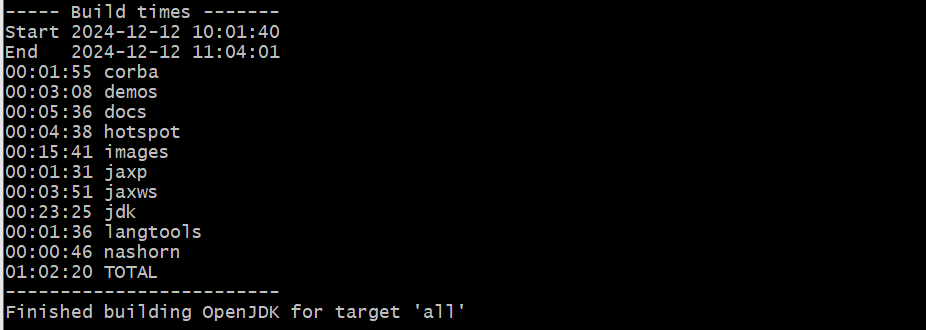 ----- Build times -------
Start 2024-12-12 10:01:40
End   2024-12-12 11:04:01
00:01:55 corba
00:03:08 demos
00:05:36 docs
00:04:38 hotspot
00:15:41 images
00:01:31 jaxp
00:03:51 jaxws
00:23:25 jdk
00:01:36 langtools
00:00:46 nashorn
01:02:20 TOTAL
-------------------------
Finished building OpenJDK for target 'all'